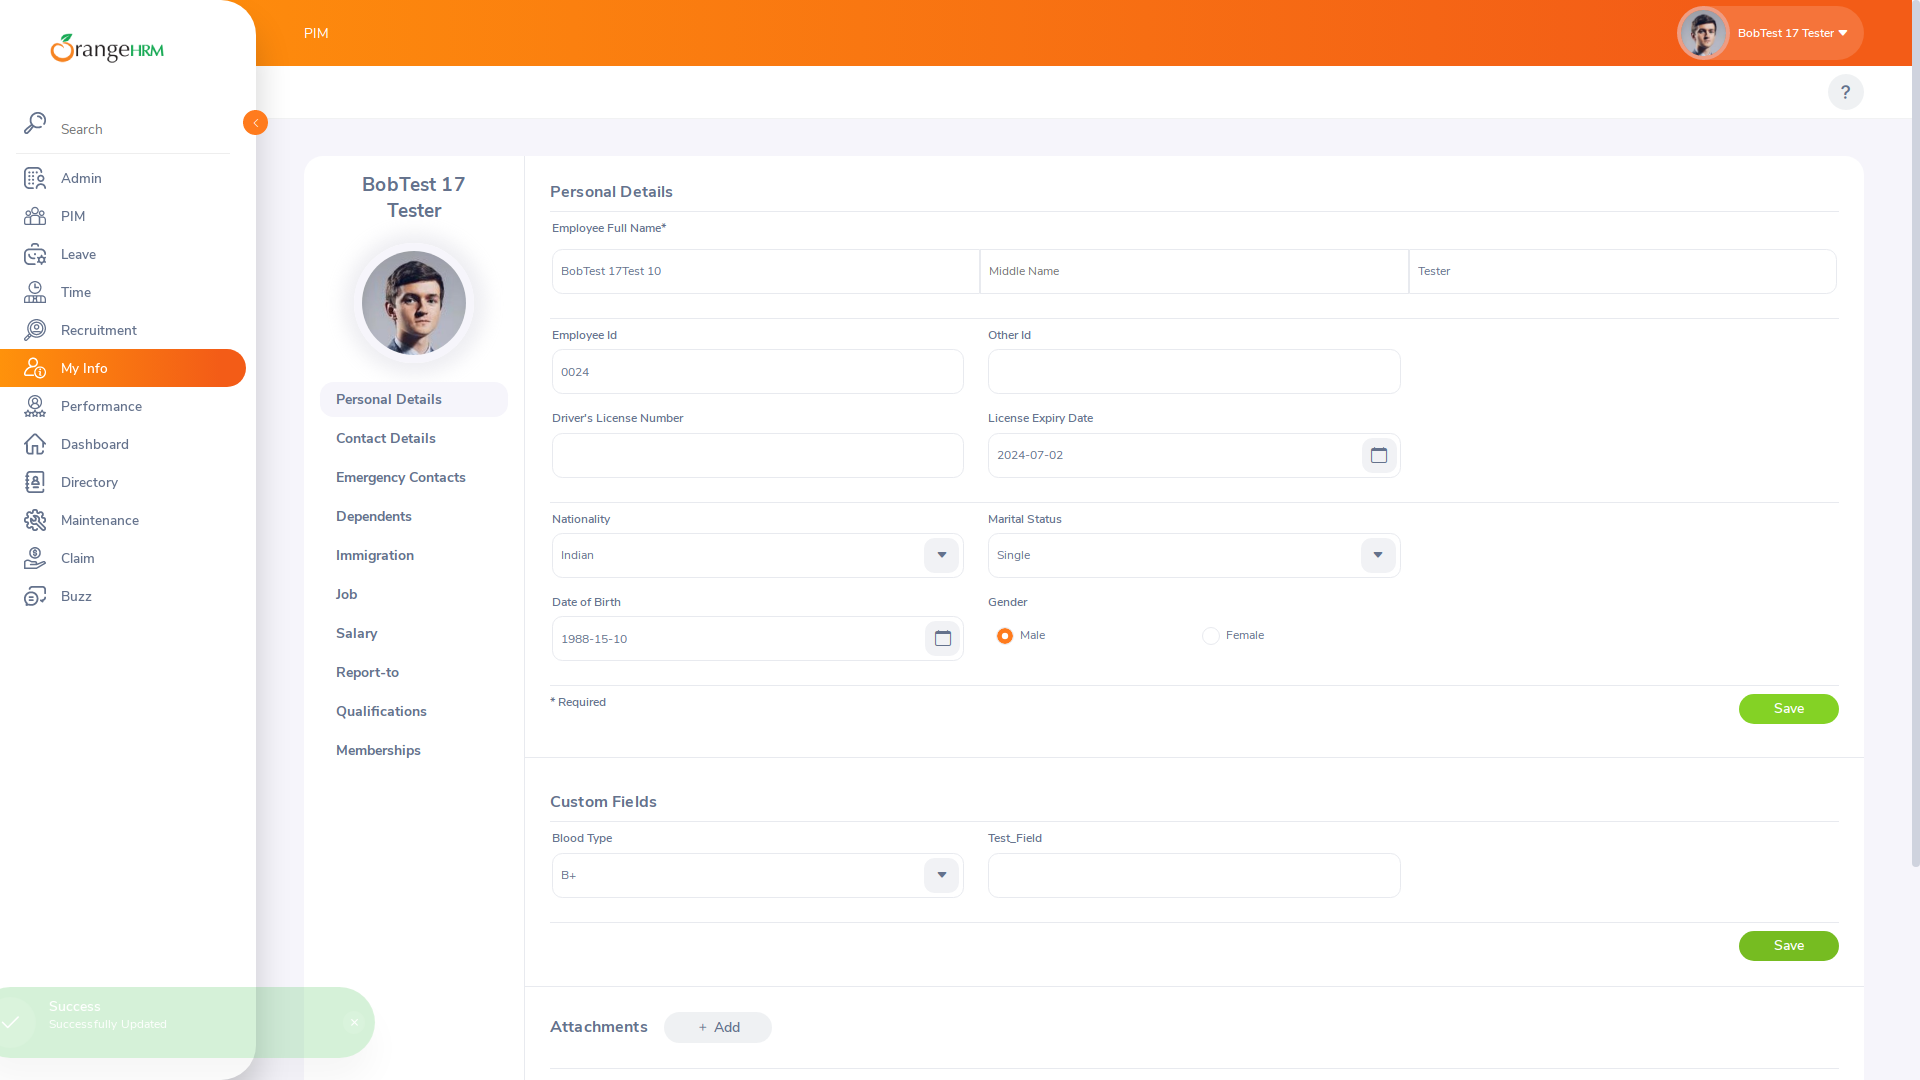 OrangeHRM
Search
Admin
PIM
Leave
Time
Recruitment
My Info
Performance
Dashboard
Directory
Maintenance
Claim
Buzz
PIM
BobTest 17 Tester
?
BobTest 17
Tester
Personal Details
Contact Details
Emergency Contacts
Dependents
Immigration
Job
Salary
Report-to
Qualifications
Memberships
Personal Details
Employee Full Name*
BobTest 17Test 10 Middle Name Tester
Employee Id Other Id
0024
Driver's License Number License Expiry Date
2024-07-02
Nationality Marital Status
Indian Single
Date of Birth Gender
1988-15-10 Male Female
* Required
Save
Custom Fields
Blood Type Test_Field
B+
Save
Attachments + Add
Success
Successfully Updated